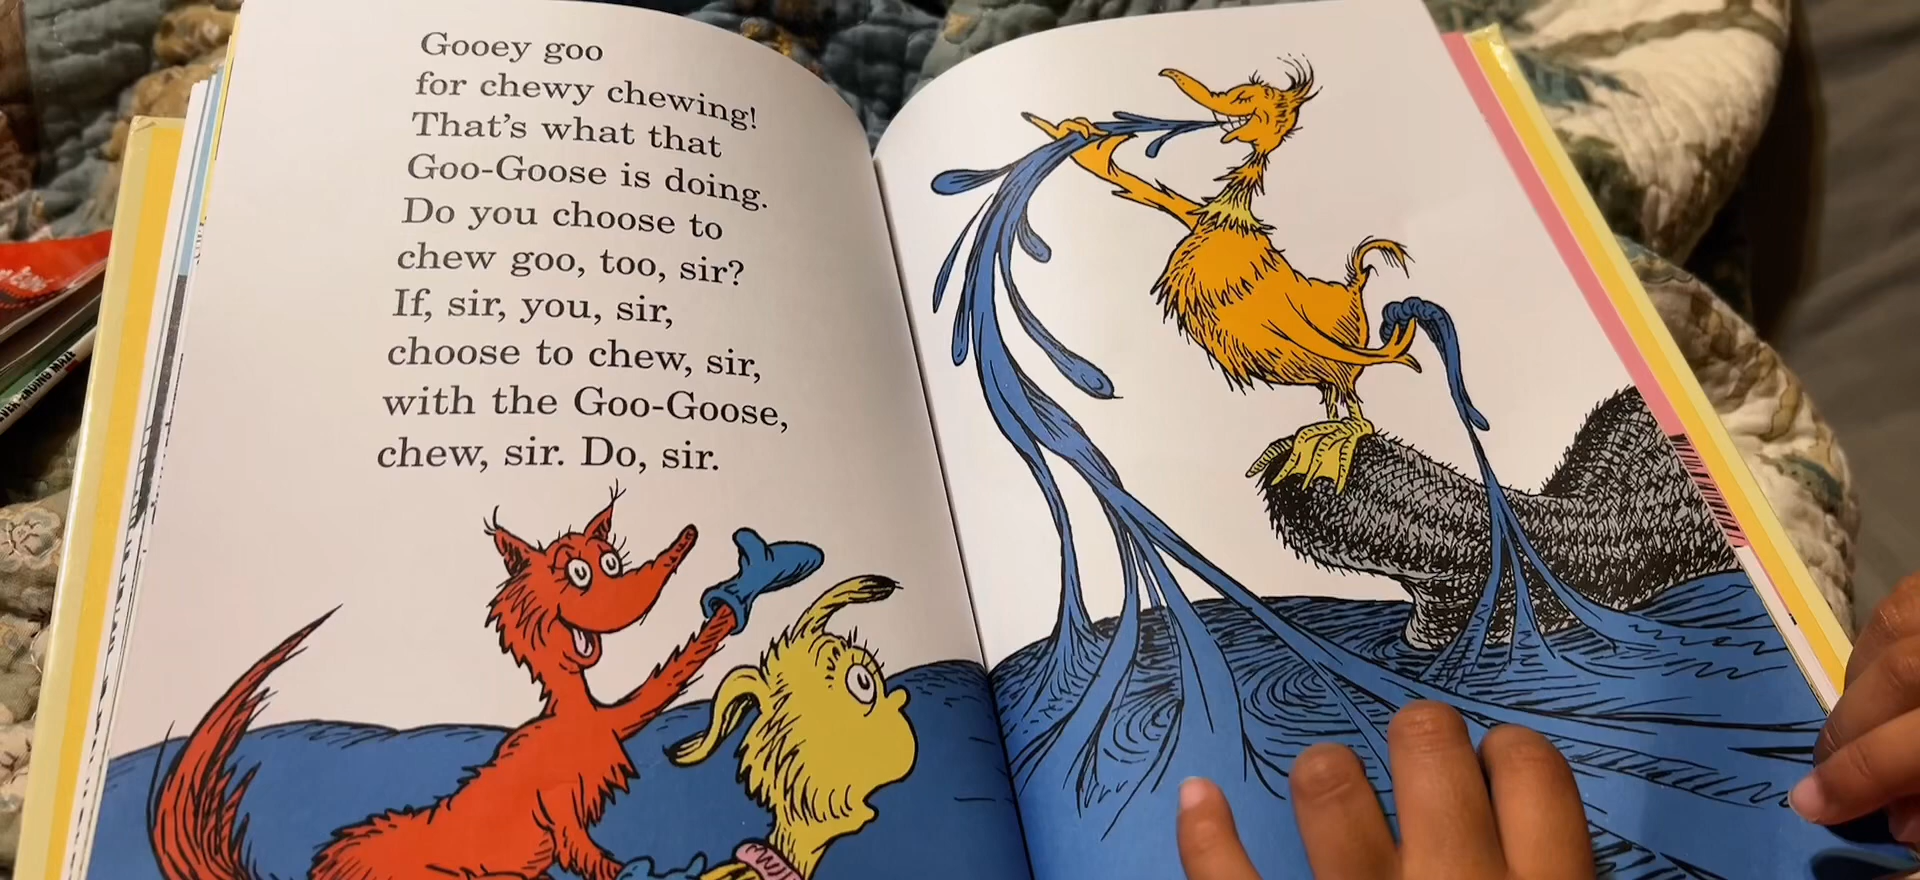 Gooey goo
for chewy chewing!
That's what that
Goo-Goose is doing.
Do you choose to
chew goo, too, sir?
If, sir, you, sir,
choose to chew, sir,
with the Goo-Goose,
chew, sir. Do, sir.